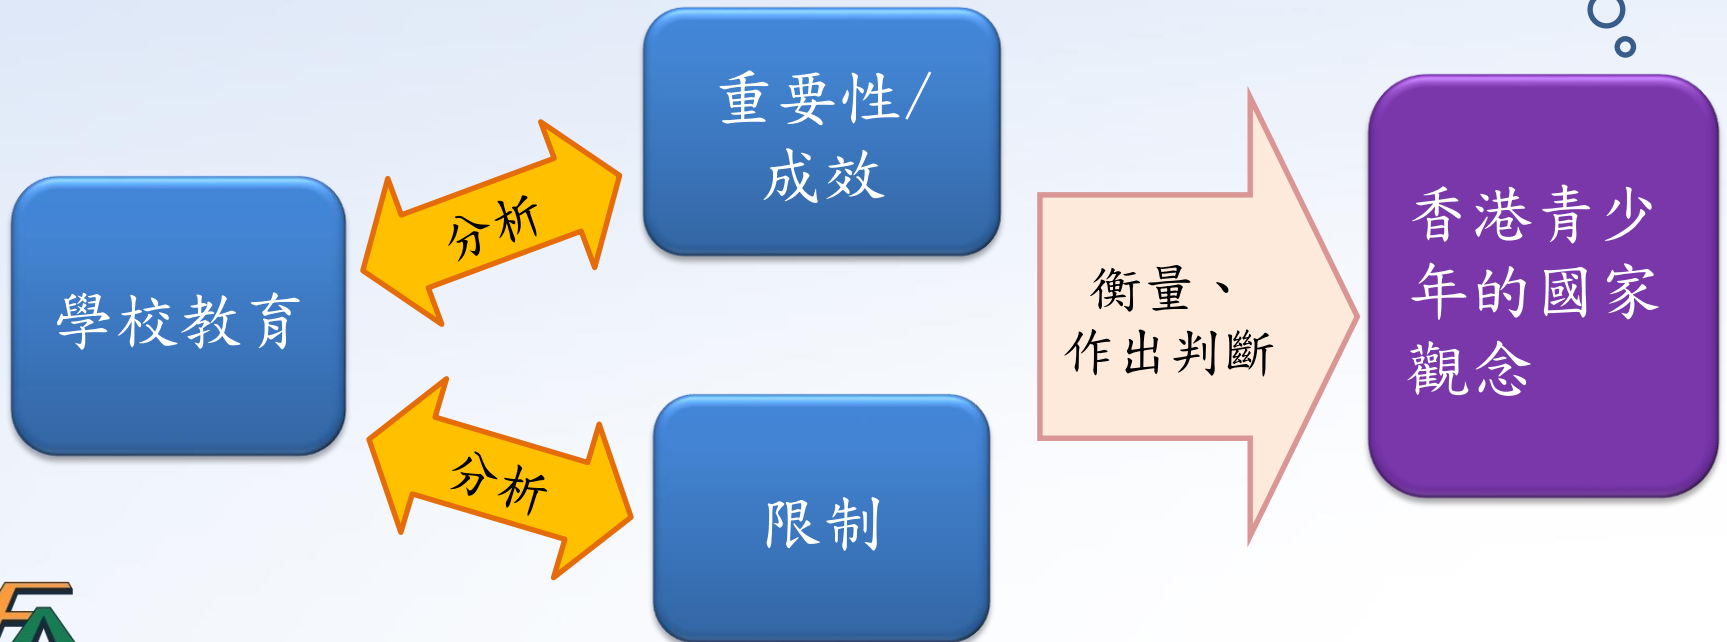 重要性/
成效
分析
學校教育
分析
限制
衡量、
作出判斷
香港青少
年的國家
觀念